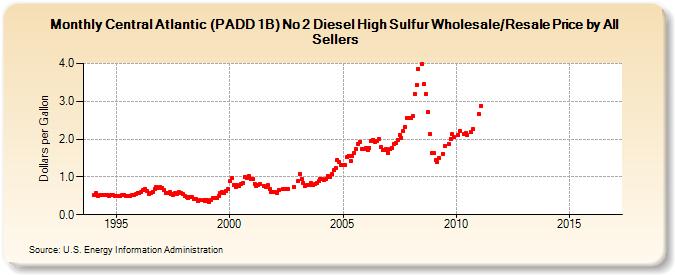 Monthly Central Atlantic (PADD 1B) No 2 Diesel High Sulfur Wholesale/Resale Price by All
Sellers
Dollars per Gallon
4.0
3.0
2.0
1.0
0.0
1995 2000 2005 2010 2015
Source: U.S. Energy Information Administration